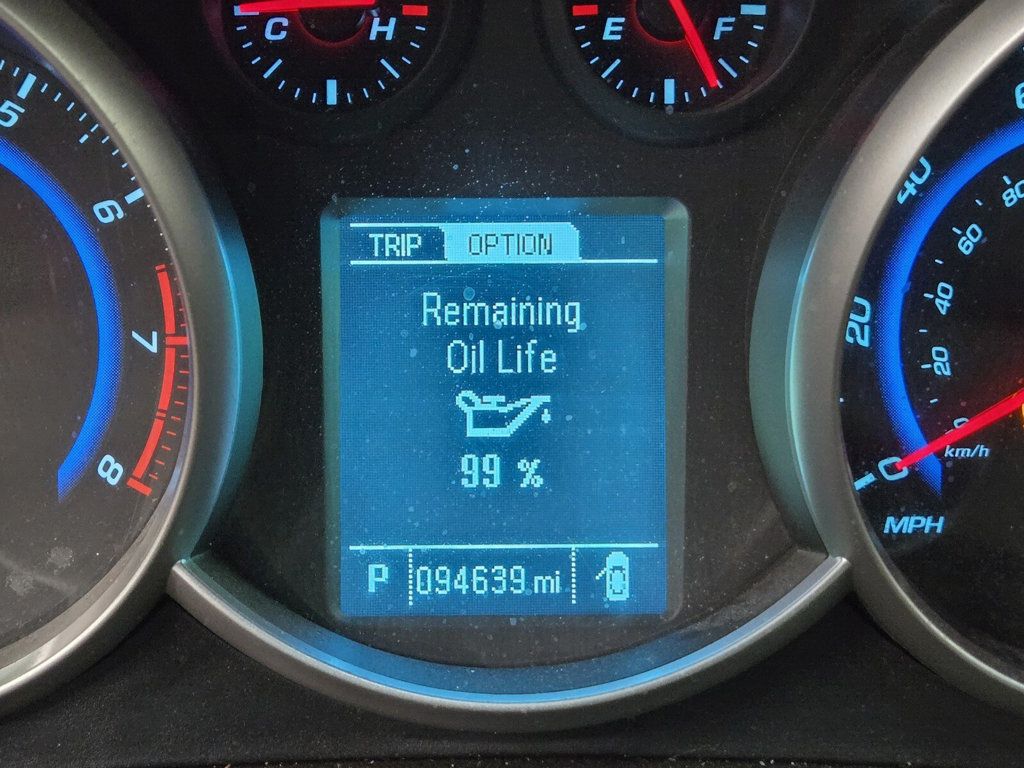 C H
E F
5
6
7
8
TRIP OPTION
Remaining
Oil Life
99 %
P 094639 mi
40
20
0
MPH
80
60
40
20
km/h